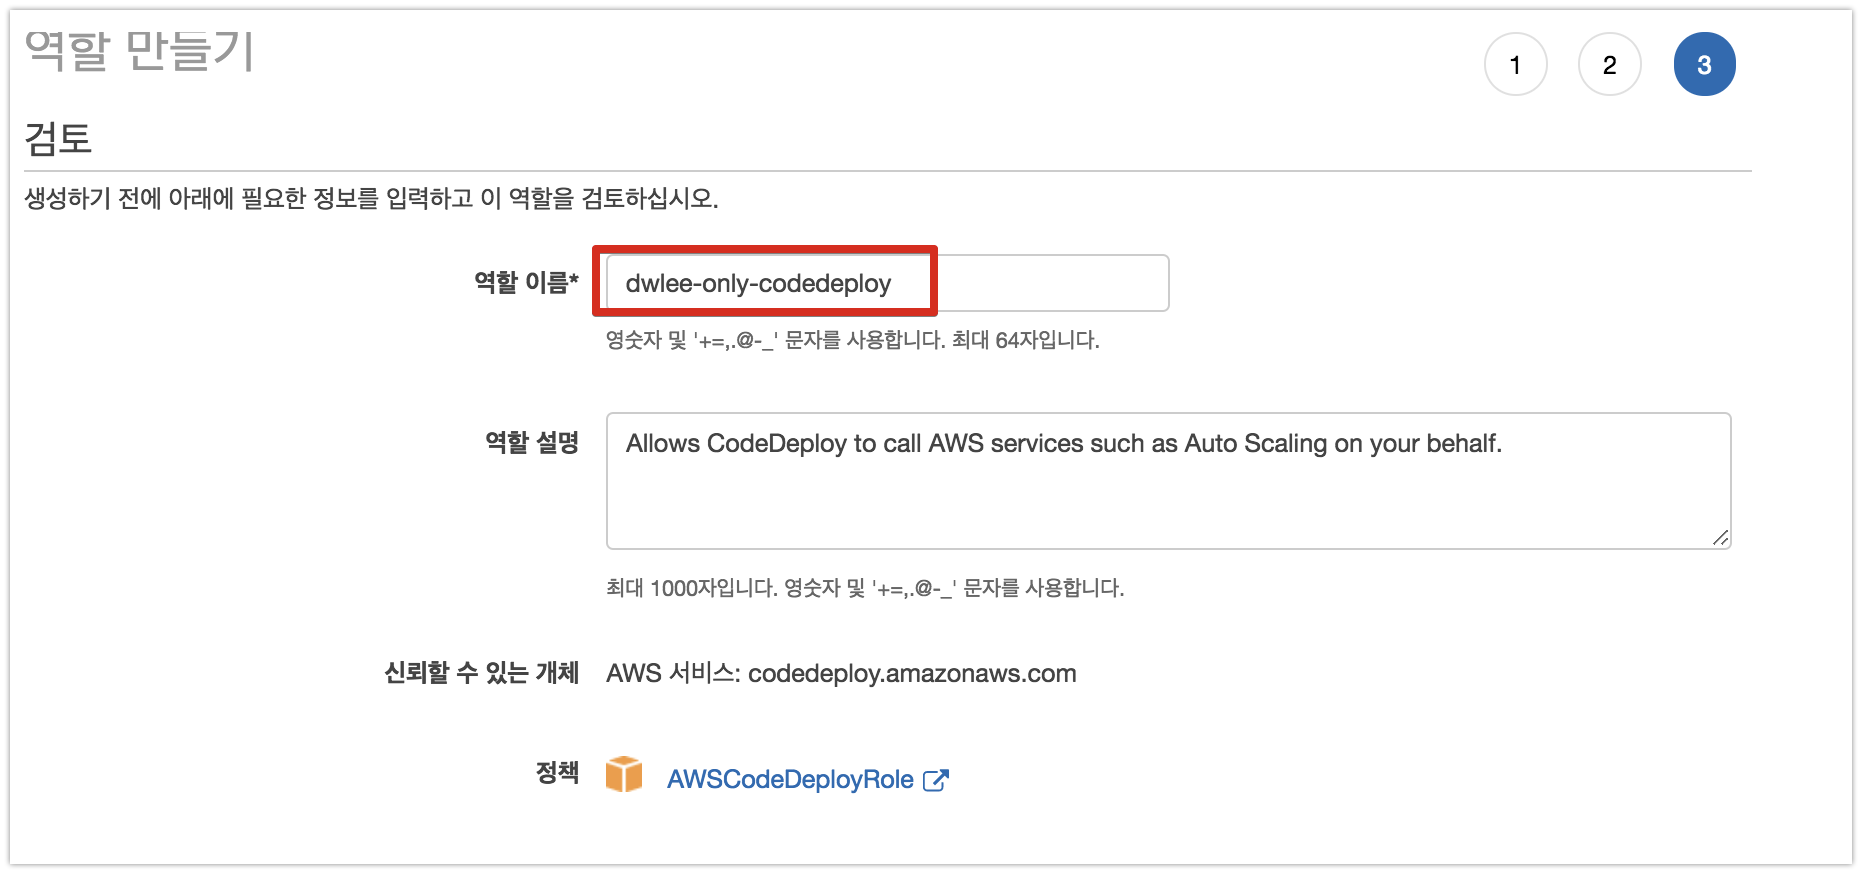 역할 만들기
1 2 3
검토
생성하기 전에 아래에 필요한 정보를 입력하고 이 역할을 검토하십시오.
역할 이름* dwlee-only-codedeploy
영숫자 및 '+=,.@-_' 문자를 사용합니다. 최대 64자입니다.
역할 설명 Allows CodeDeploy to call AWS services such as Auto Scaling on your behalf.
최대 1000자입니다. 영숫자 및 '+=,.@-_' 문자를 사용합니다.
신뢰할 수 있는 개체 AWS 서비스: codedeploy.amazonaws.com
정책 AWSCodeDeployRole